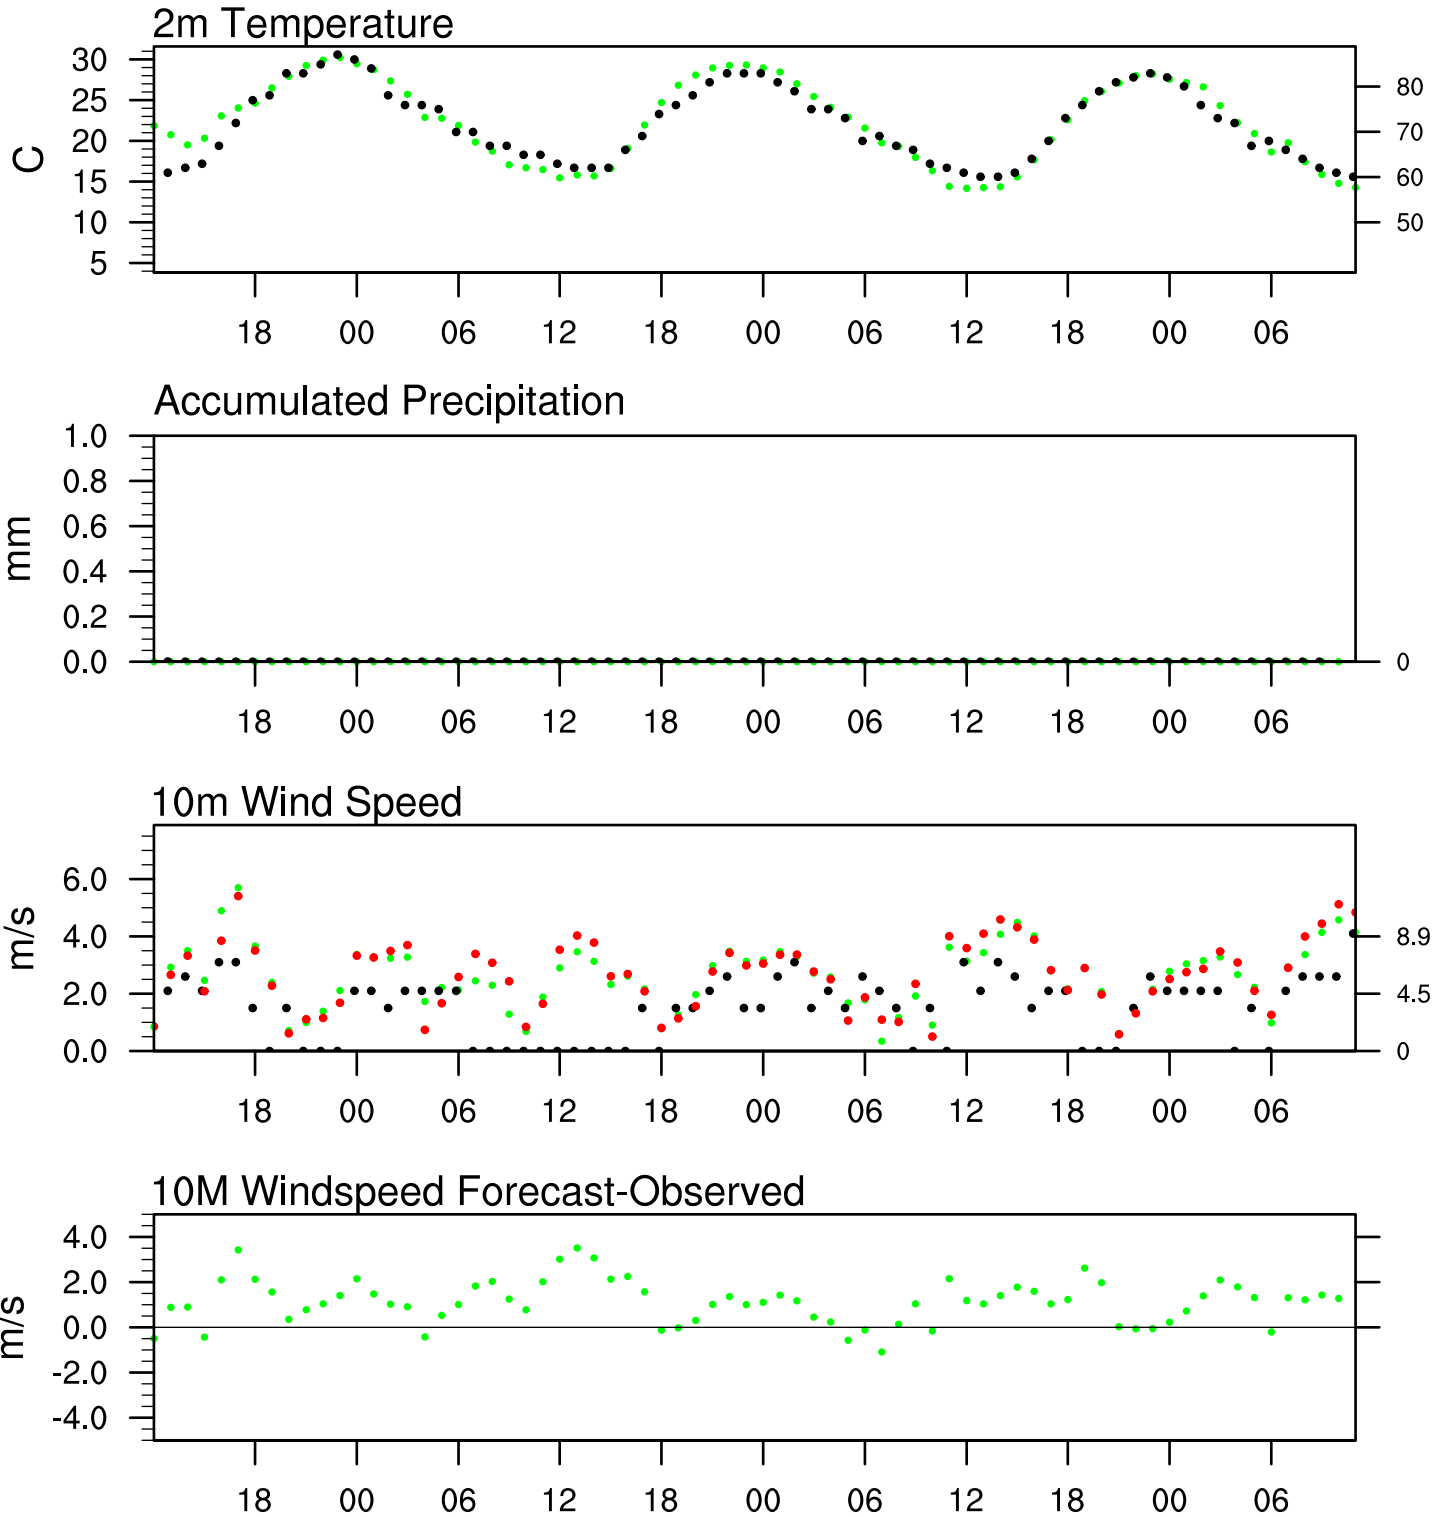 2m Temperature
30
25
20
15
10
5
C
80
70
60
50
18 00 06 12 18 00 06 12 18 00 06
Accumulated Precipitation
1.0
0.8
0.6
0.4
0.2
0.0
mm
0
18 00 06 12 18 00 06 12 18 00 06
10m Wind Speed
6.0
4.0
2.0
0.0
m/s
8.9
4.5
0
18 00 06 12 18 00 06 12 18 00 06
10M Windspeed Forecast-Observed
4.0
2.0
0.0
-2.0
-4.0
m/s
18 00 06 12 18 00 06 12 18 00 06